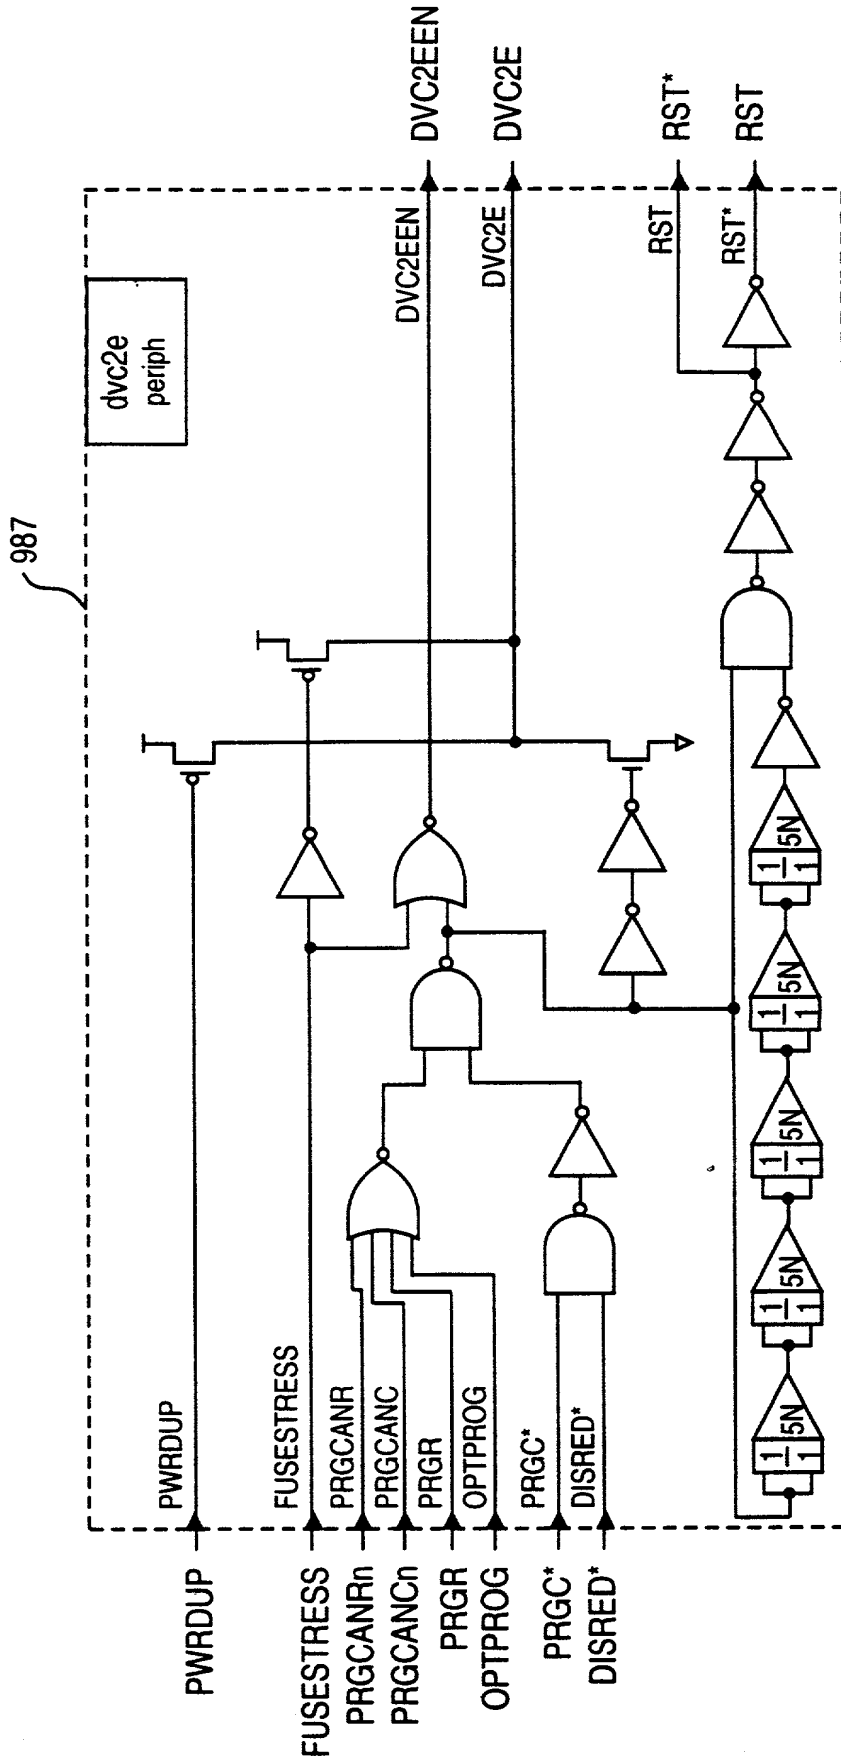 987
dvc2e
periph
PWRDUP
PWRDUP
FUSESTRESS
FUSESTRESS
PRGCANRn
PRGCANR
PRGCANCn
PRGCANC
PRGR
PRGR
OPTPROG
OPTPROG
PRGC*
PRGC*
DISRED*
DISRED*
DVC2EEN
DVC2EEN
DVC2E
DVC2E
RST
RST*
RST*
RST
1
1
5N
1
1
5N
1
1
5N
1
1
5N
1
1
5N